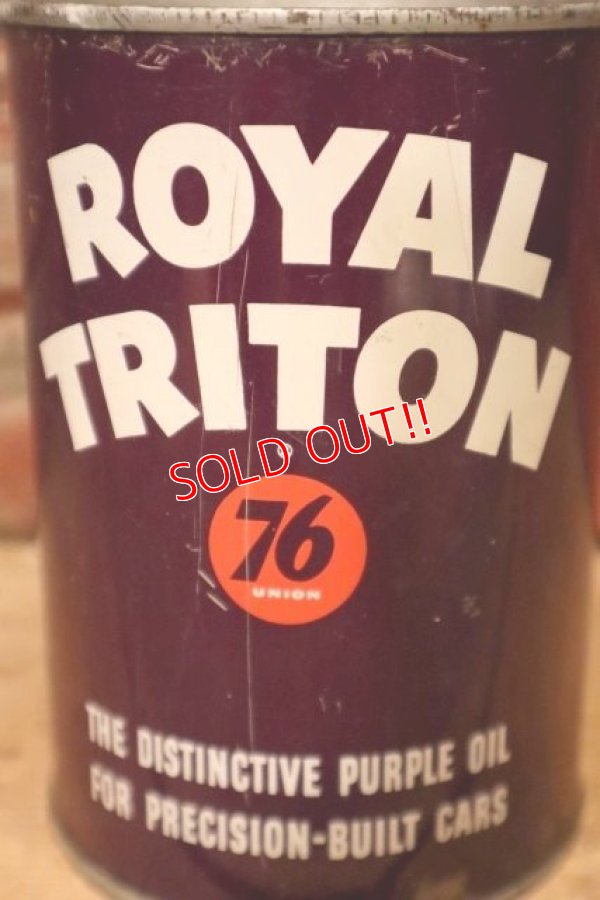 ROYAL
TRITON
SOLD OUT!!
®
76
UNION
THE DISTINCTIVE PURPLE OIL
FOR PRECISION-BUILT CARS